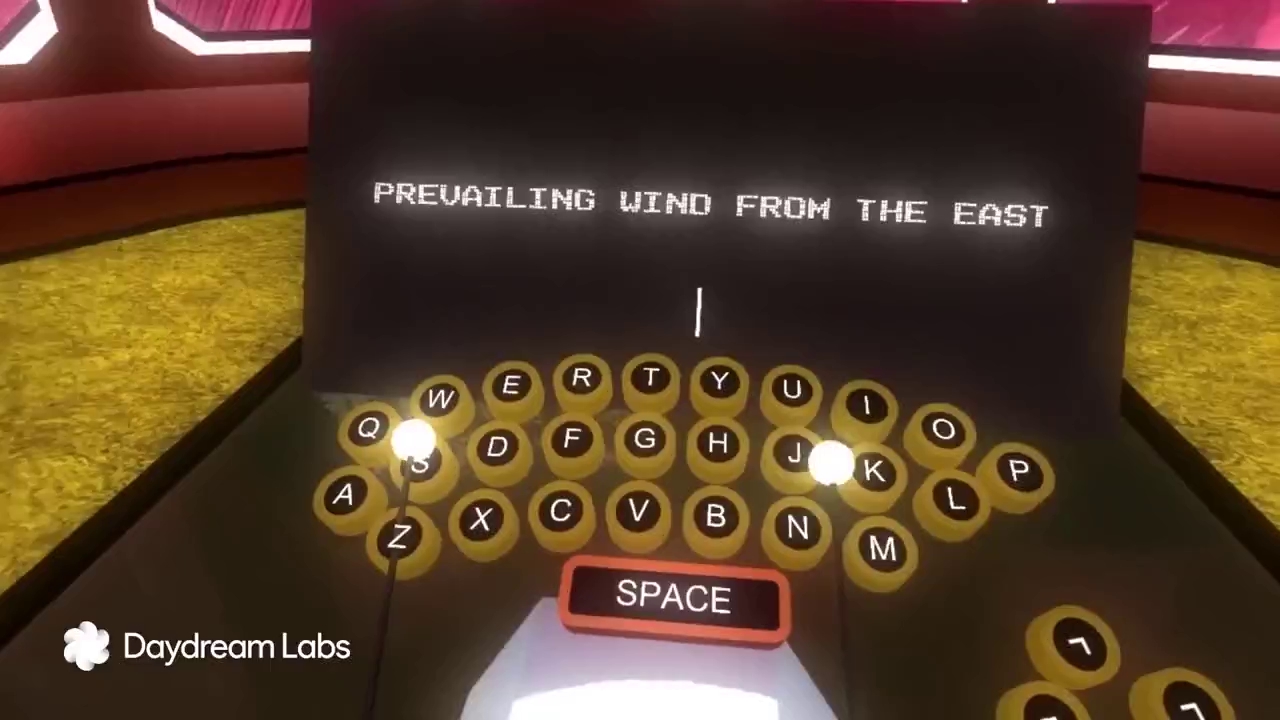 PREVAILING WIND FROM THE EAST
Q W E R T Y U I O P
A S D F G H J K L
Z X C V B N M
SPACE
Daydream Labs